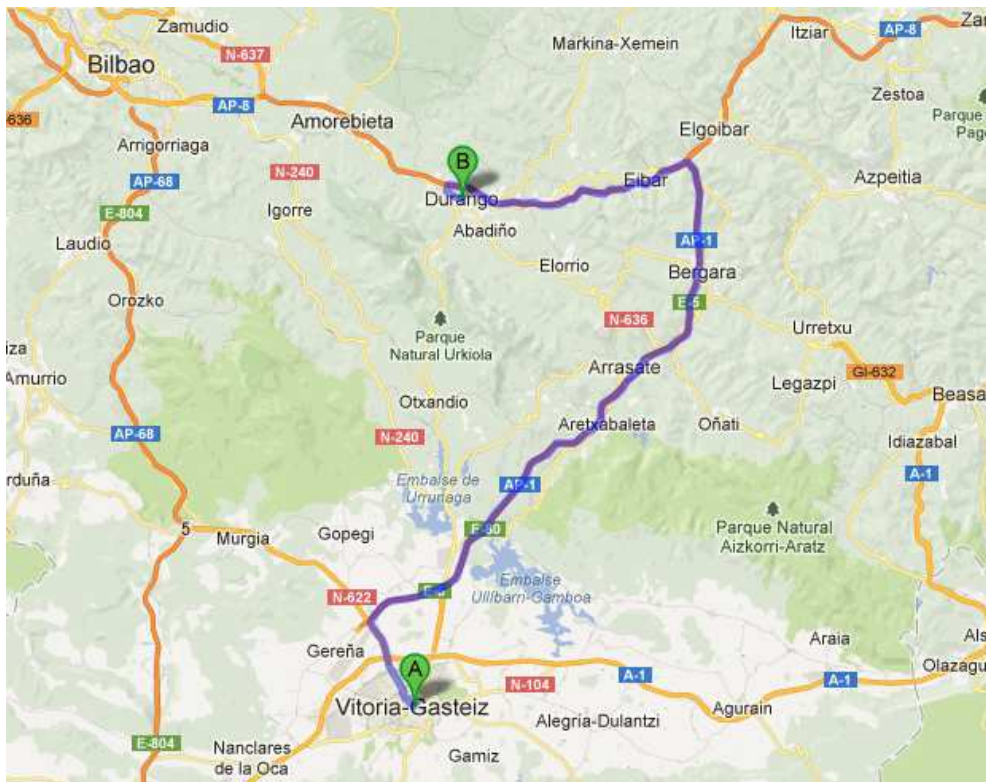 Zamudio
Markina-Xemein
Itziar
AP-8
Zar
N-637
Bilbao
AP-8
Zestoa
636
Amorebieta
Elgoibar
Parque
Pag
Arrigorriaga
B
N-240
AP-68
Eibar
Azpeitia
Durango
E-804
Igorre
Abadiño
Laudio
AP-1
Elorrio
Bergara
Orozko
E-5
N-636
Urretxu
Parque
Natural Urkiola
iza
Arrasate
GI-632
Amurrio
Legazpi
Otxandio
Beasa
Aretxabaleta
Oñati
AP-68
N-240
Idiazabal
rduña
Embalse de
Urrunaga
AP-1
A-1
5
Gopegi
E-80
Parque Natural
Aizkorri-Aratz
Murgia
Embalse
Ullíbarri-Gamboa
N-622
Gereña
Araia
Als
A
A-1
Olazagu
N-104
A-1
Vitoria-Gasteiz
Agurain
Alegría-Dulantzi
E-804
Nanclares
de la Oca
Gamiz